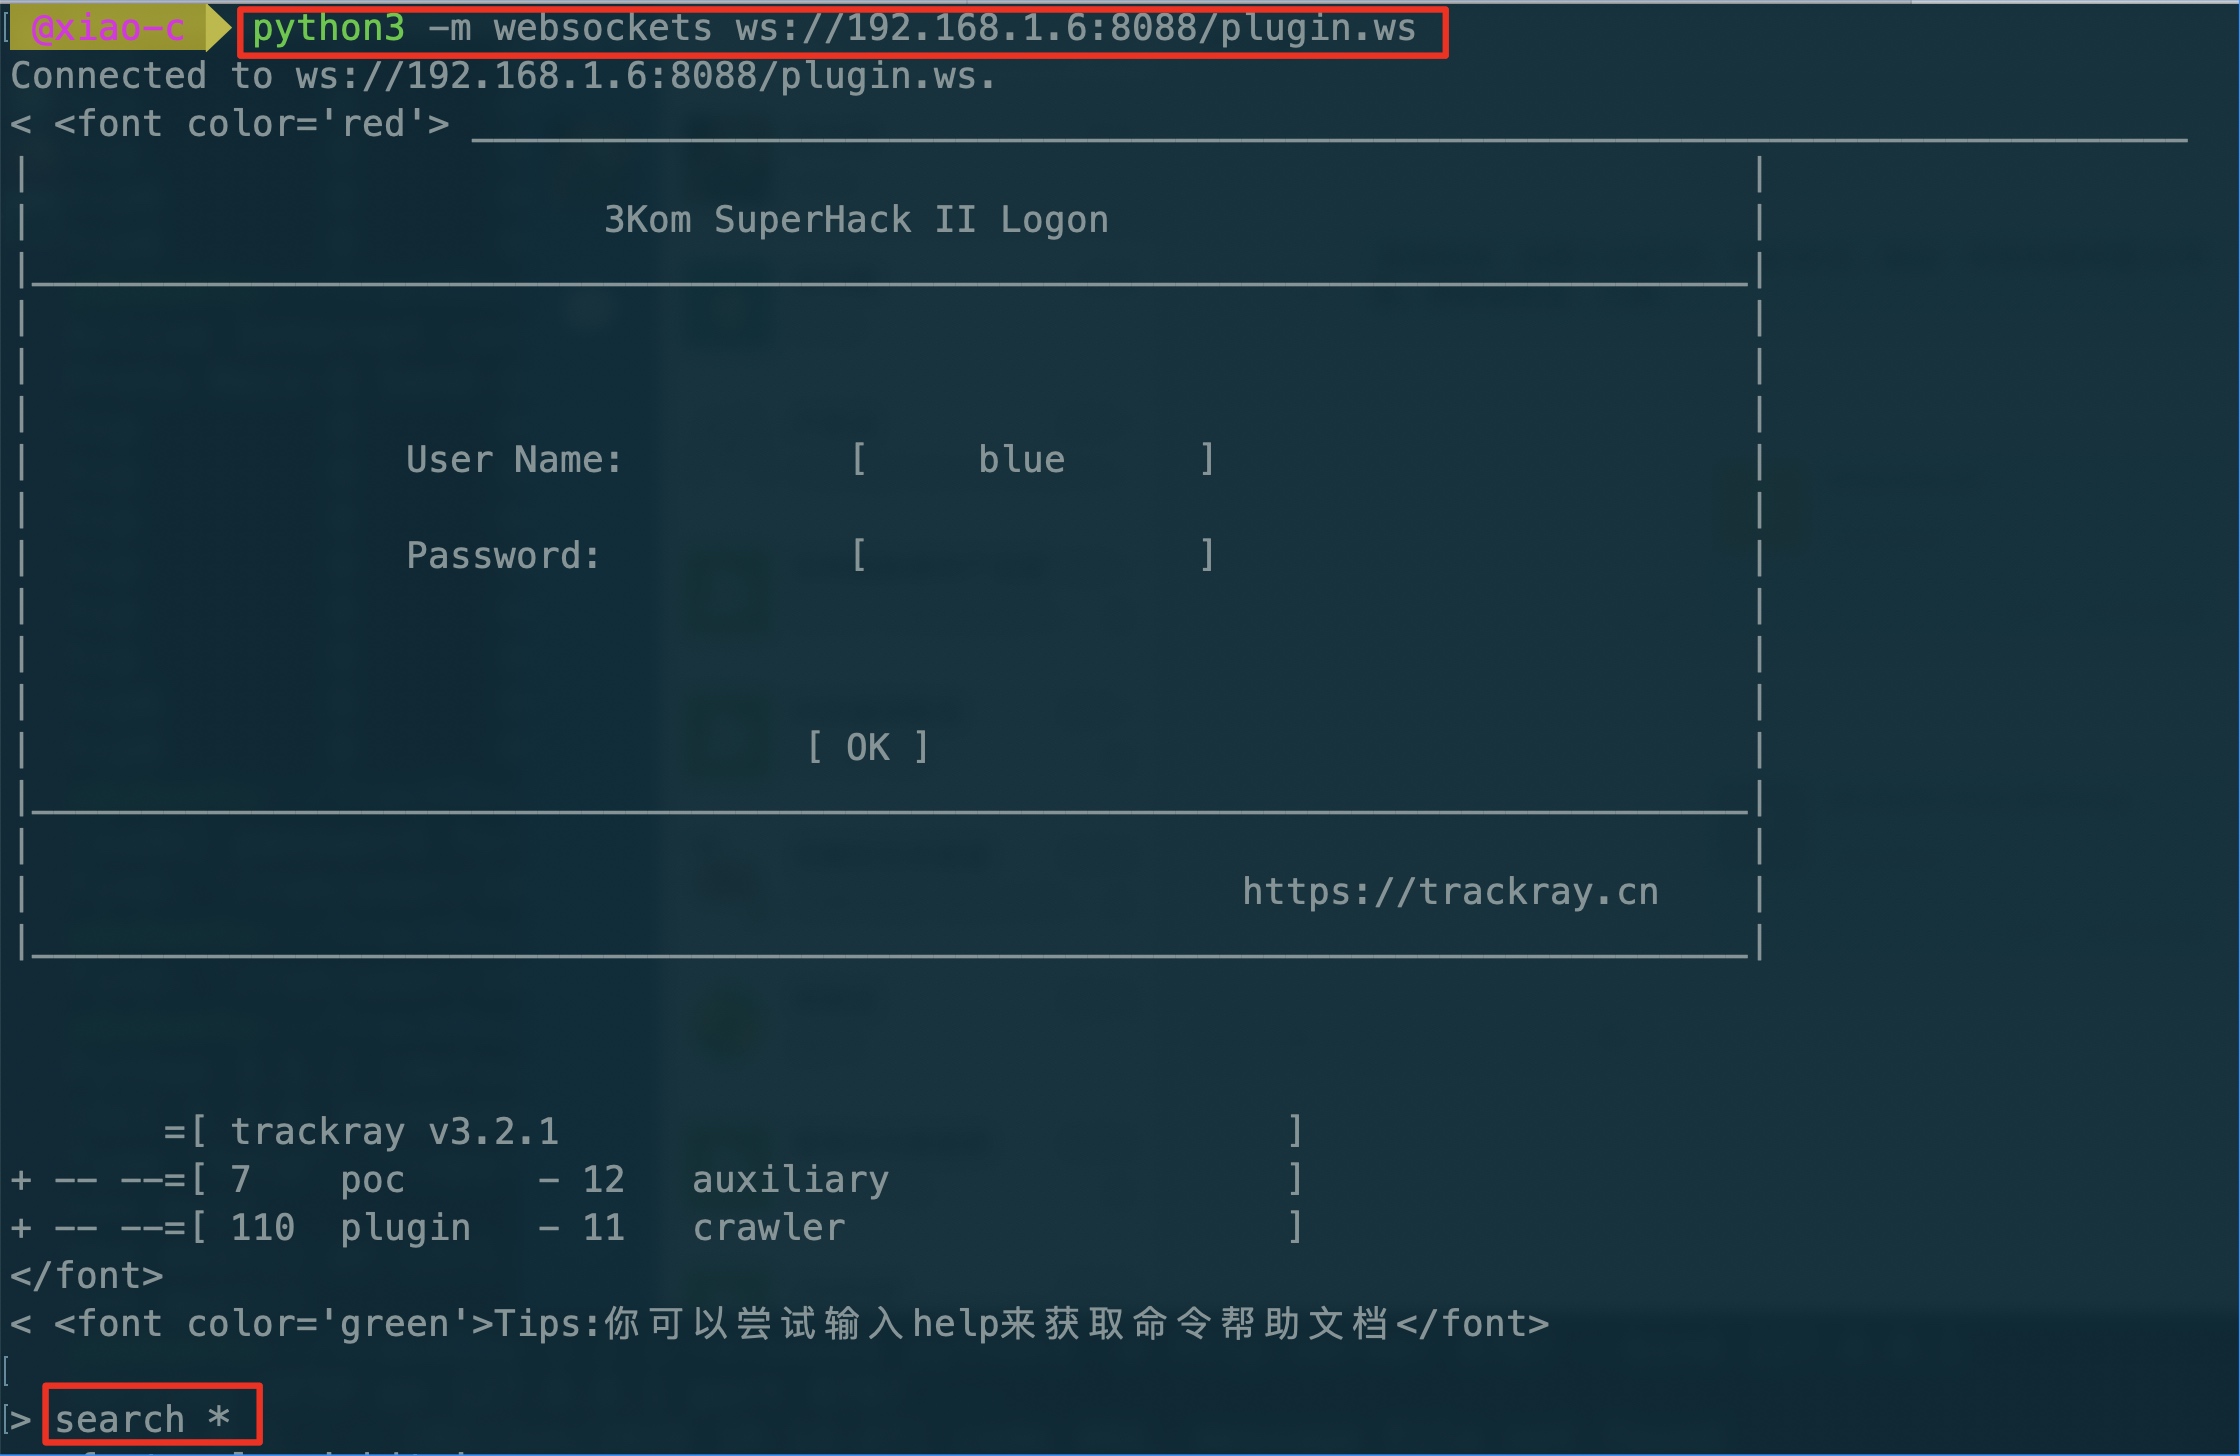 @xiao-c python3 -m websockets ws://192.168.1.6:8088/plugin.ws
Connected to ws://192.168.1.6:8088/plugin.ws.
< <font color='red'>
3Kom SuperHack II Logon
User Name: [ blue ]
Password: [ ]
[ OK ]
https://trackray.cn
=[ trackray v3.2.1 ]
+ -- --=[ 7 poc - 12 auxiliary ]
+ -- --=[ 110 plugin - 11 crawler ]
</font>
< <font color='green'>Tips:你可以尝试输入help来获取命令帮助文档</font>
> search *